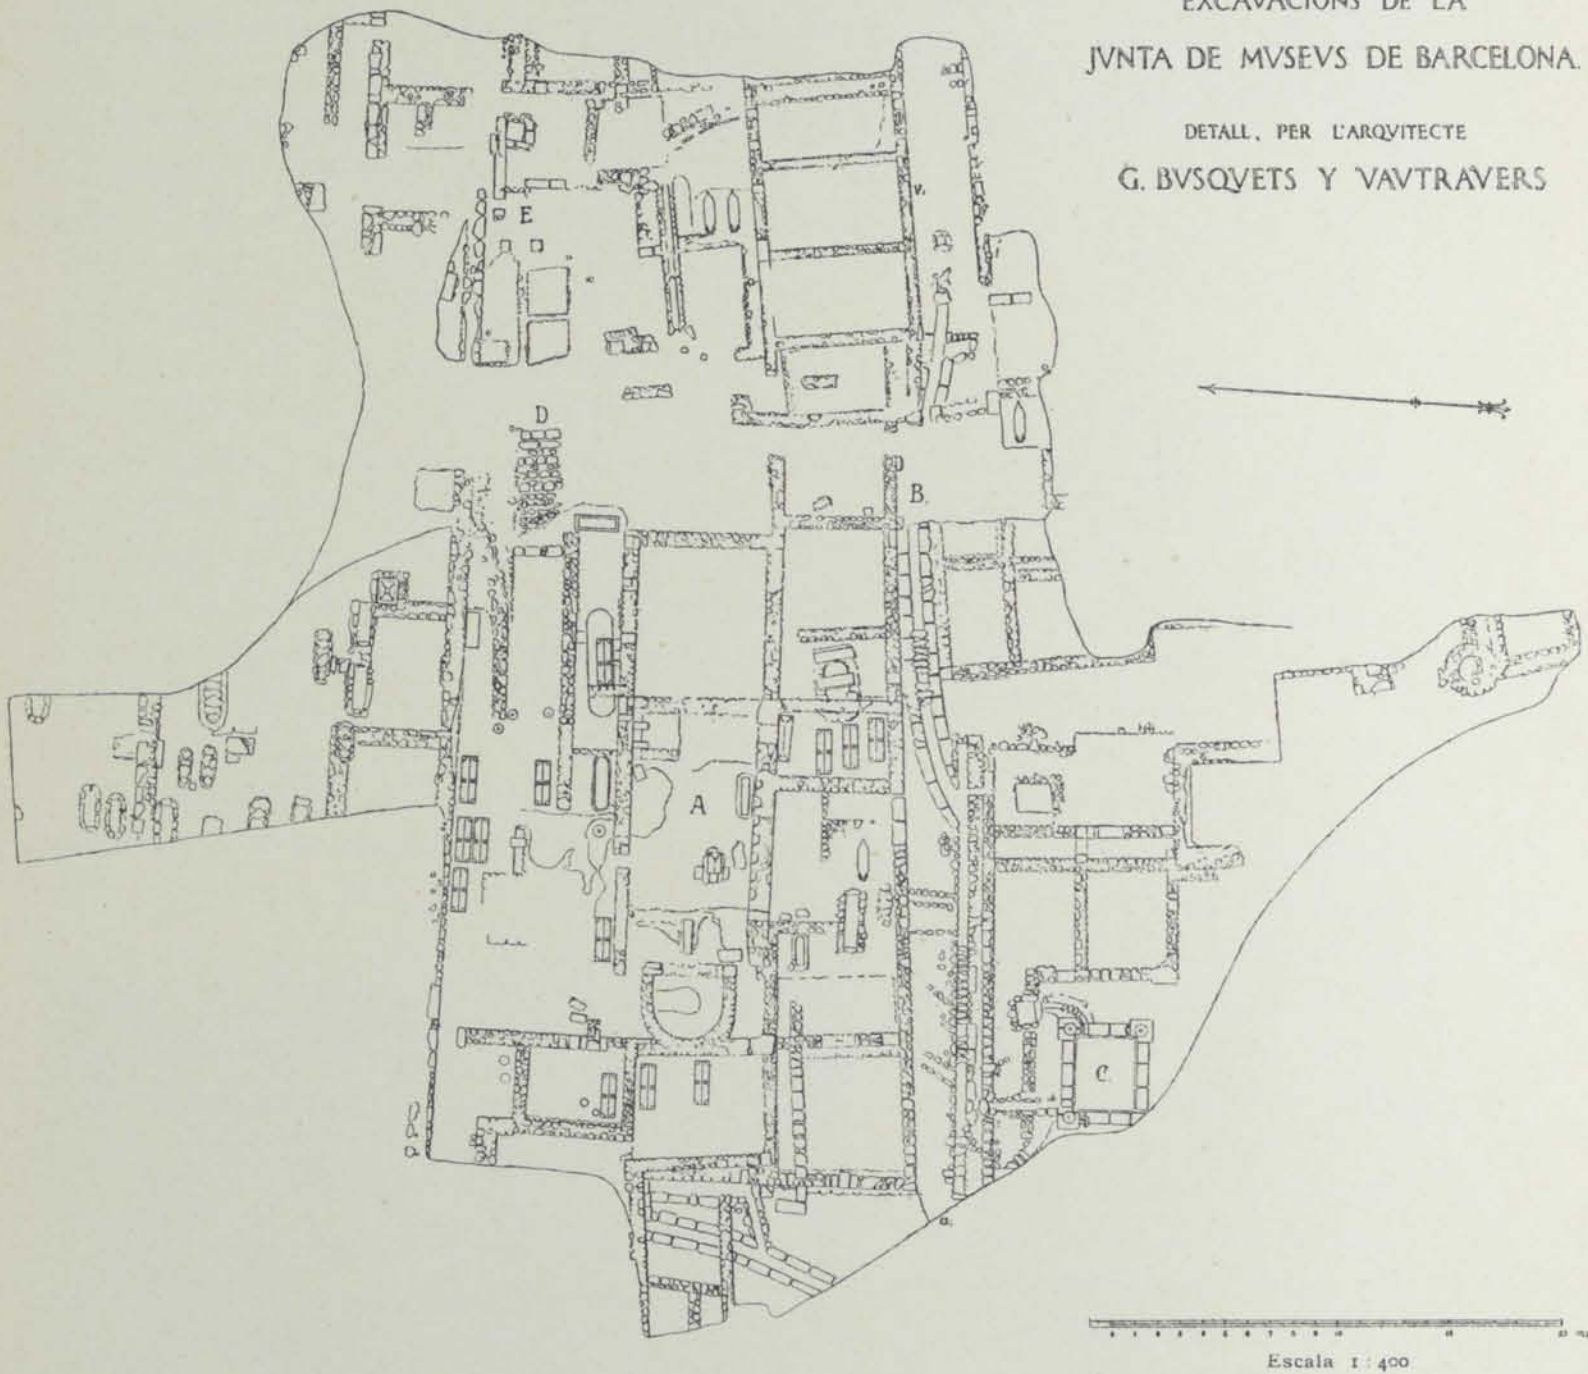 EXCAVACIONS DE LA
JVNTA DE MVSEVS DE BARCELONA.
DETALL, PER L'ARQVITECTE
G. BVSQVETS Y VAVTRAVERS
v.
E
D
B.
A
C.
a.
Escala 1 : 400